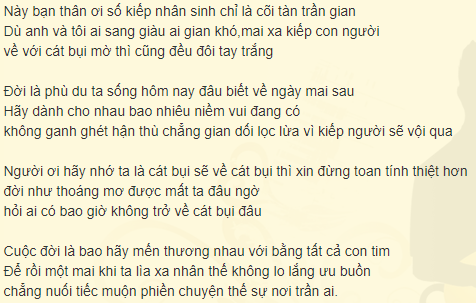 Này bạn thân ơi số kiếp nhân sinh chỉ là cõi tàn trần gian
Dù anh và tôi ai sang giàu ai gian khó,mai xa kiếp con người
về với cát bụi mờ thì cũng đều đôi tay trắng
Đời là phù du ta sống hôm nay đâu biết về ngày mai sau
Hãy dành cho nhau bao nhiêu niềm vui đang có
không ganh ghét hận thù chẳng gian dối lọc lừa vì kiếp người sẽ vội qua
Người ơi hãy nhớ ta là cát bụi sẽ về cát bụi thì xin đừng toan tính thiệt hơn
đời như thoáng mơ được mất ta đâu ngờ
hỏi ai có bao giờ không trở về cát bụi đâu
Cuộc đời là bao hãy mến thương nhau với bằng tất cả con tim
Để rồi một mai khi ta lìa xa nhân thế không lo lắng ưu buồn
chẳng nuối tiếc muộn phiền chuyện thế sự nơi trần ai.